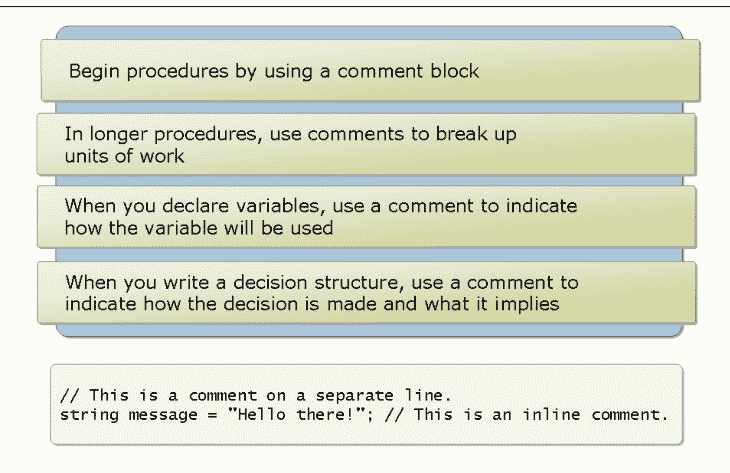 Begin procedures by using a comment block
In longer procedures, use comments to break up
units of work
When you declare variables, use a comment to indicate
how the variable will be used
When you write a decision structure, use a comment to
indicate how the decision is made and what it implies
// This is a comment on a separate line.
string message = "Hello there!"; // This is an inline comment.